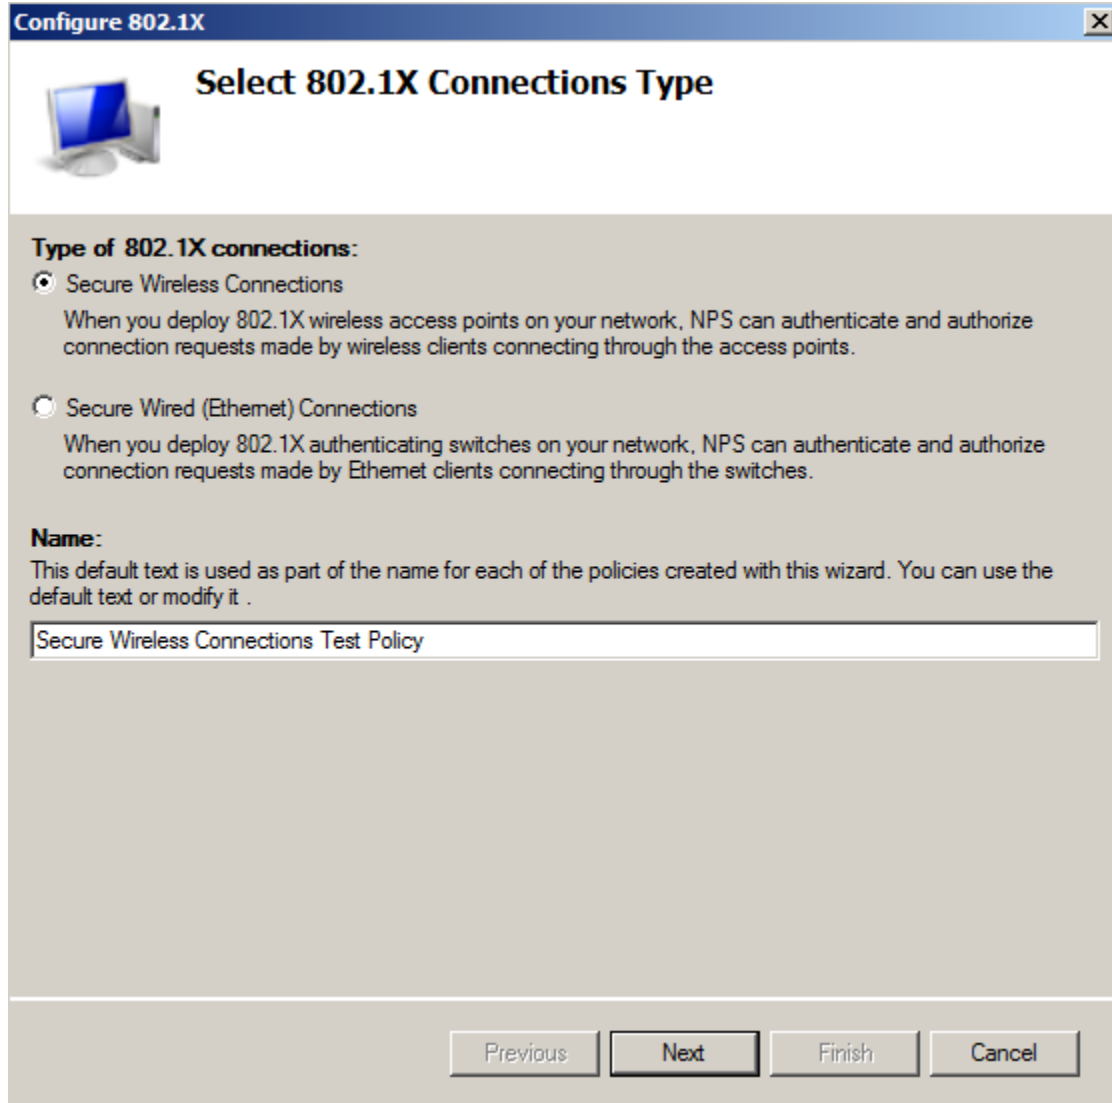 Configure 802.1X
Select 802.1X Connections Type
Type of 802.1X connections:
Secure Wireless Connections
When you deploy 802.1X wireless access points on your network, NPS can authenticate and authorize
connection requests made by wireless clients connecting through the access points.
Secure Wired (Ethernet) Connections
When you deploy 802.1X authenticating switches on your network, NPS can authenticate and authorize
connection requests made by Ethernet clients connecting through the switches.
Name:
This default text is used as part of the name for each of the policies created with this wizard. You can use the
default text or modify it .
Secure Wireless Connections Test Policy
Previous Next Finish Cancel